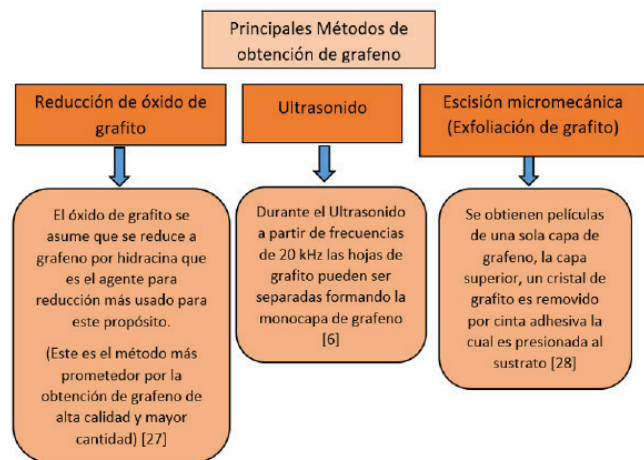 Principales Métodos de
obtención de grafeno
Reducción de óxido de
grafito
Ultrasonido
Escisión micromecánica
(Exfoliación de grafito)
El óxido de grafito se
asume que se reduce a
grafeno por hidracina que
es el agente para
reducción más usado para
este propósito.
(Este es el método más
prometedor por la
obtención de grafeno de
alta calidad y mayor
cantidad) [27]
Durante el Ultrasonido
a partir de frecuencias
de 20 kHz las hojas de
grafito pueden ser
separadas formando la
monocapa de grafeno
[6]
Se obtienen películas
de una sola capa de
grafeno, la capa
superior, un cristal de
grafito es removido
por cinta adhesiva la
cual es presionada al
sustrato [28]